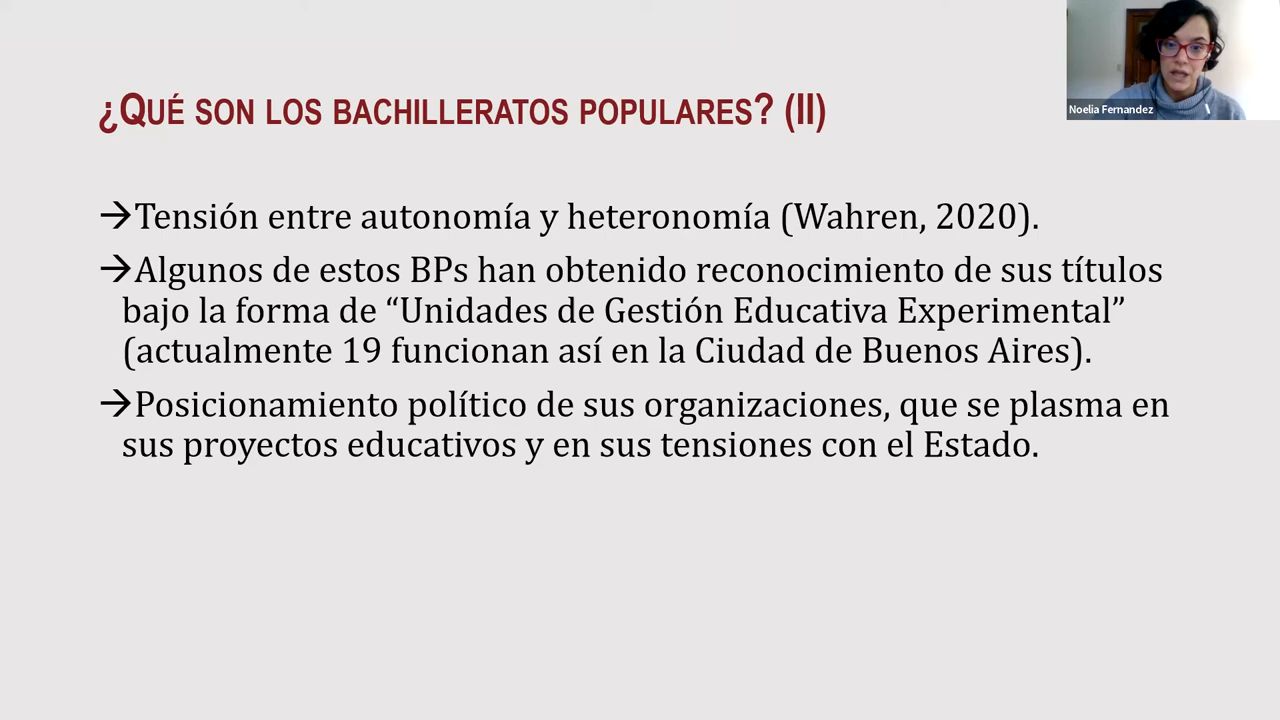 ¿QUÉ SON LOS BACHILLERATOS POPULARES? (II)
Noelia Fernandez
→Tensión entre autonomía y heteronomía (Wahren, 2020).
→Algunos de estos BPs han obtenido reconocimiento de sus títulos
bajo la forma de “Unidades de Gestión Educativa Experimental”
(actualmente 19 funcionan así en la Ciudad de Buenos Aires).
→Posicionamiento político de sus organizaciones, que se plasma en
sus proyectos educativos y en sus tensiones con el Estado.